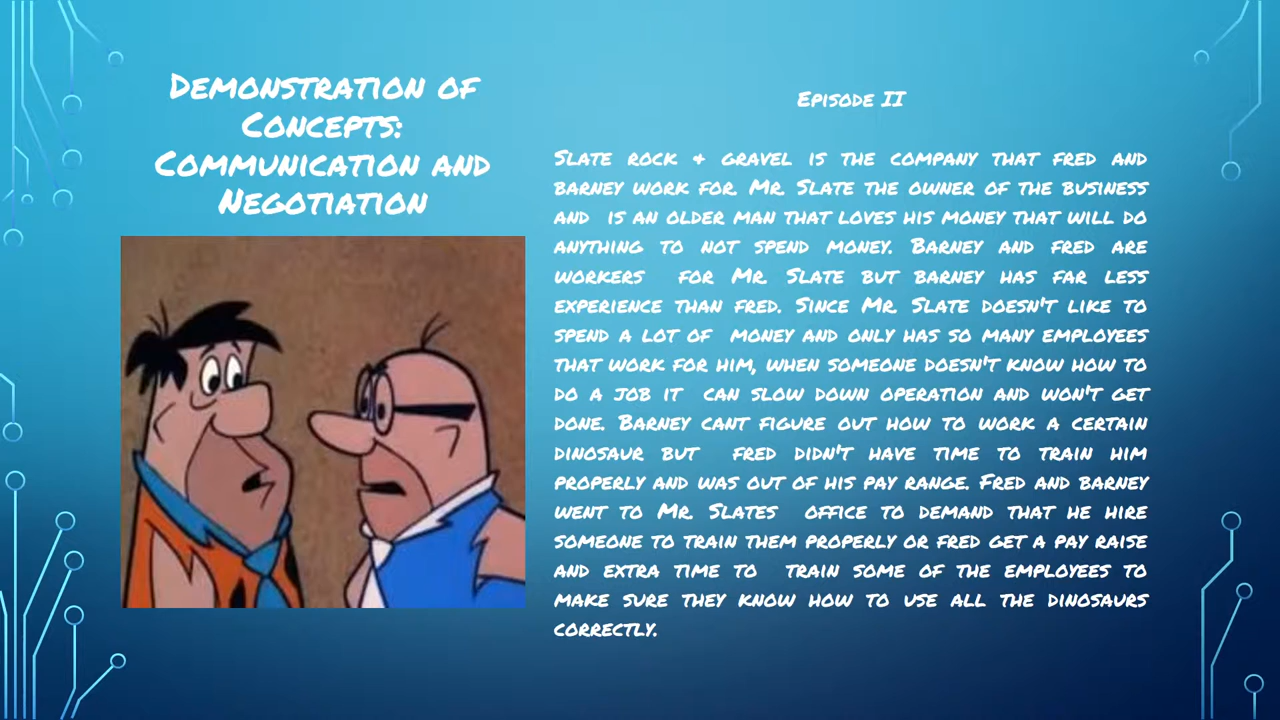 Demonstration of
Concepts:
Communication and
Negotiation
Episode II
Slate rock & gravel is the company that fred and
barney work for. Mr. Slate the owner of the business
and is an older man that loves his money that will do
anything to not spend money. Barney and fred are
workers for Mr. Slate but barney has far less
experience than fred. Since Mr. Slate doesn't like to
spend a lot of money and only has so many employees
that work for him, when someone doesn't know how to
do a job it can slow down operation and won't get
done. Barney cant figure out how to work a certain
dinosaur but fred didn't have time to train him
properly and was out of his pay range. Fred and barney
went to Mr. Slates office to demand that he hire
someone to train them properly or fred get a pay raise
and extra time to train some of the employees to
make sure they know how to use all the dinosaurs
correctly.